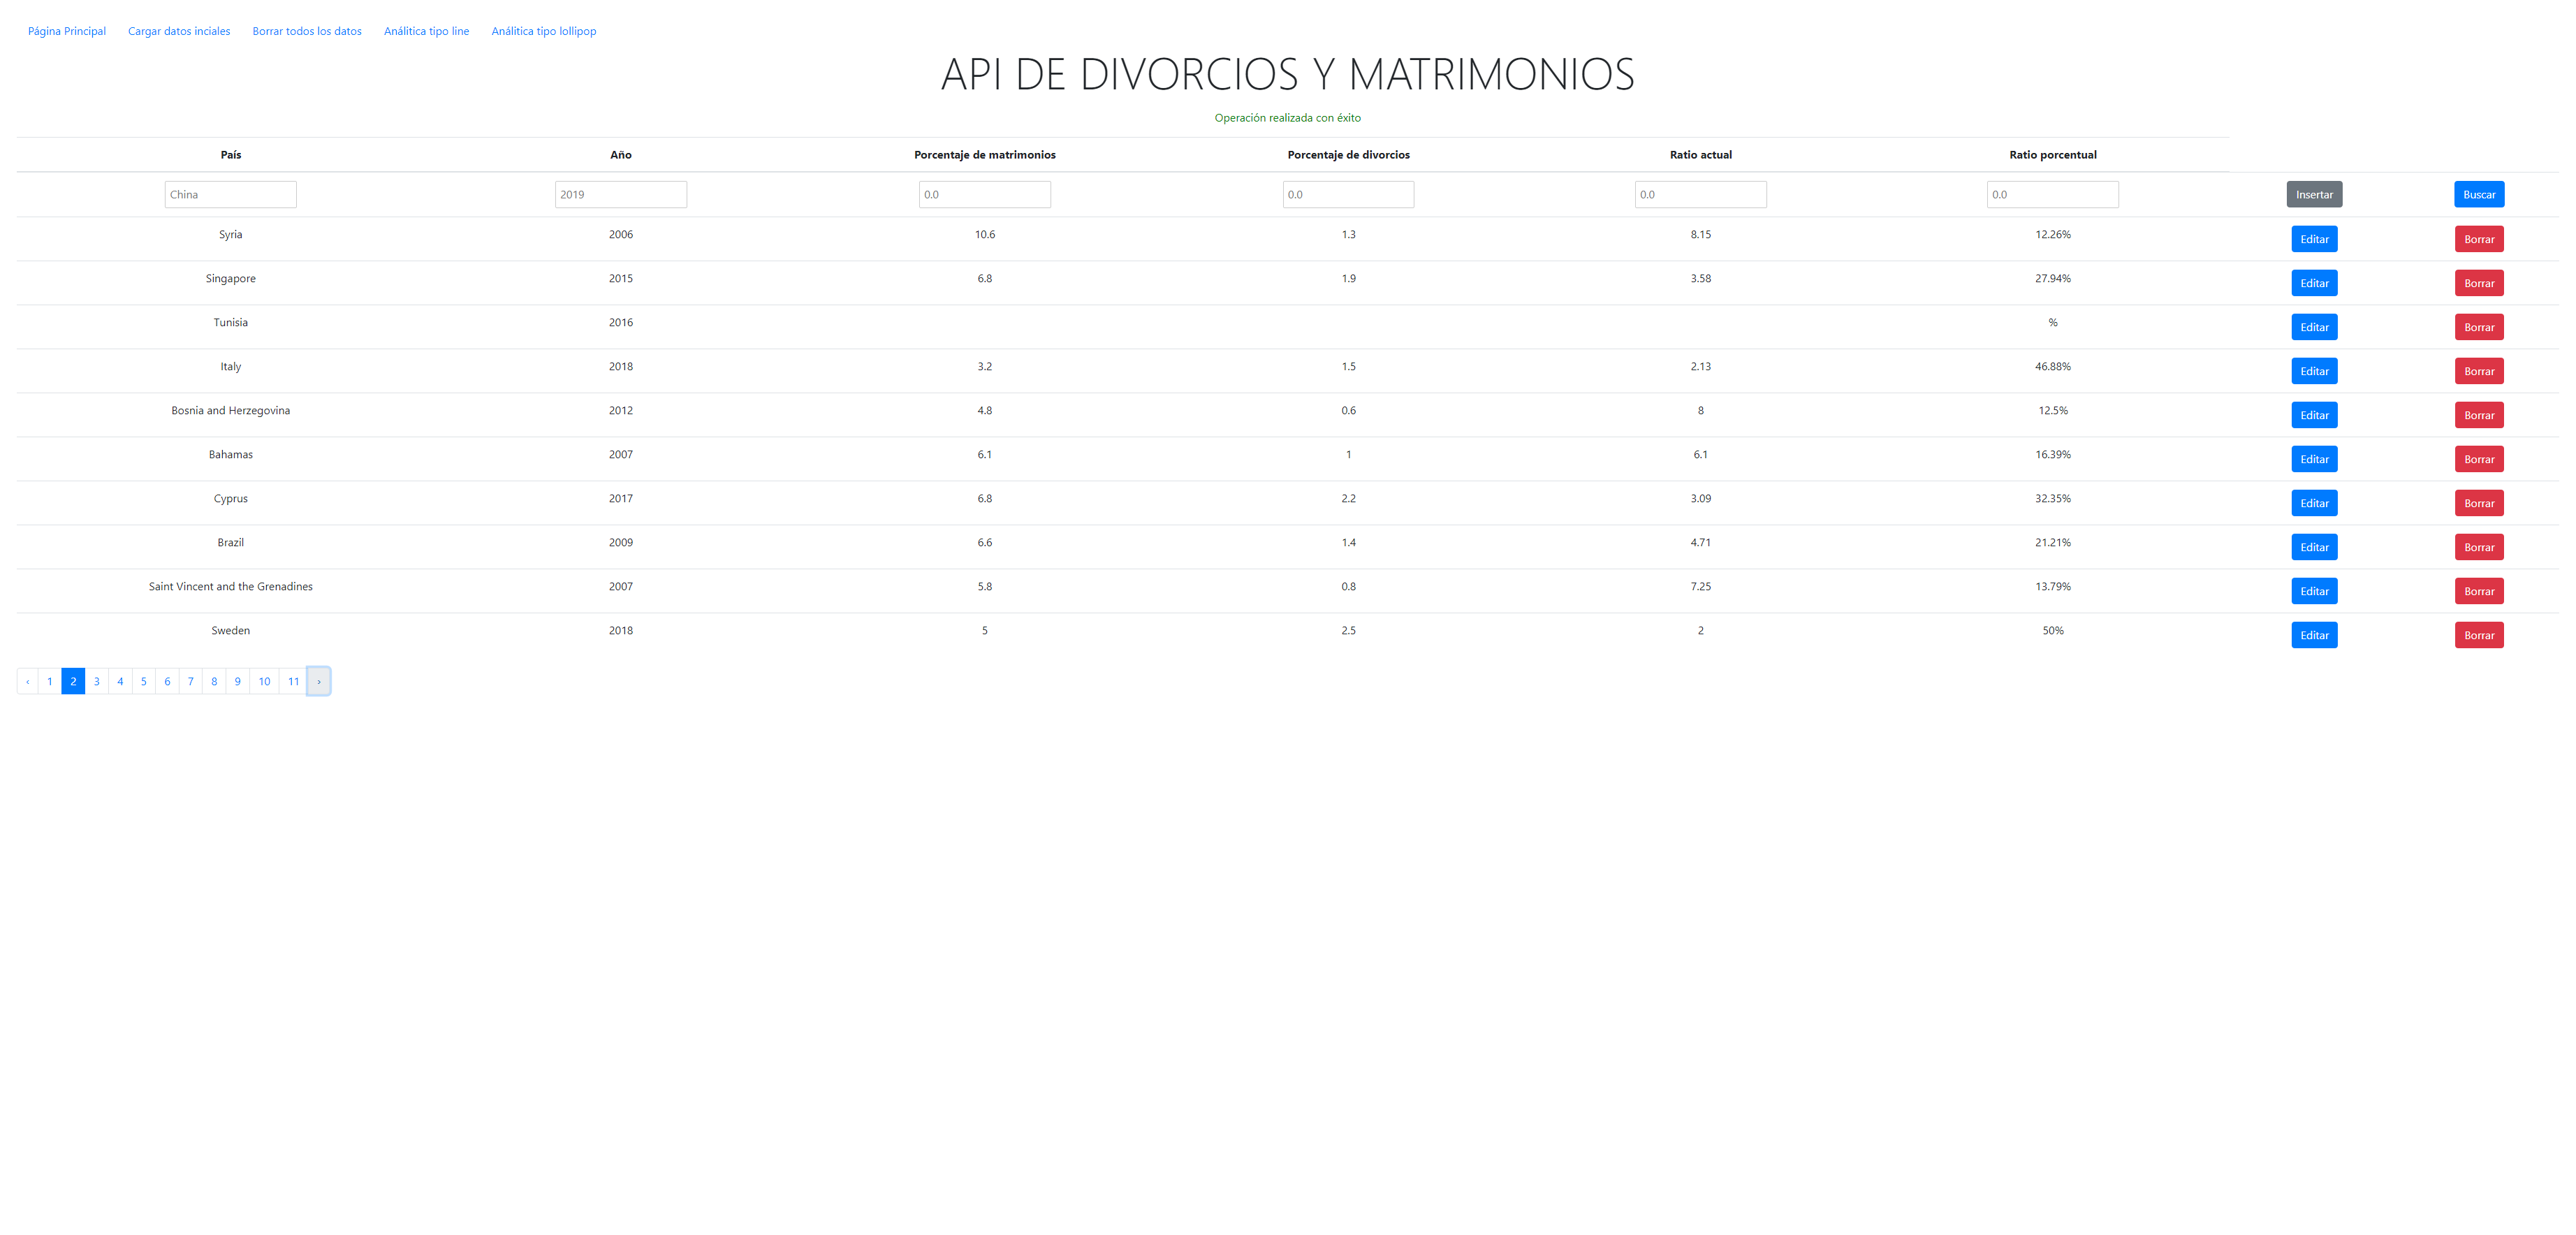 Página Principal Cargar datos inciales Borrar todos los datos Análitica tipo line Análitica tipo lollipop
API DE DIVORCIOS Y MATRIMONIOS
Operación realizada con éxito
País Año Porcentaje de matrimonios Porcentaje de divorcios Ratio actual Ratio porcentual
China 2019 0.0 0.0 0.0 0.0 Insertar Buscar
Syria 2006 10.6 1.3 8.15 12.26% Editar Borrar
Singapore 2015 6.8 1.9 3.58 27.94% Editar Borrar
Tunisia 2016 % Editar Borrar
Italy 2018 3.2 1.5 2.13 46.88% Editar Borrar
Bosnia and Herzegovina 2012 4.8 0.6 8 12.5% Editar Borrar
Bahamas 2007 6.1 1 6.1 16.39% Editar Borrar
Cyprus 2017 6.8 2.2 3.09 32.35% Editar Borrar
Brazil 2009 6.6 1.4 4.71 21.21% Editar Borrar
Saint Vincent and the Grenadines 2007 5.8 0.8 7.25 13.79% Editar Borrar
Sweden 2018 5 2.5 2 50% Editar Borrar
‹ 1 2 3 4 5 6 7 8 9 10 11 ›